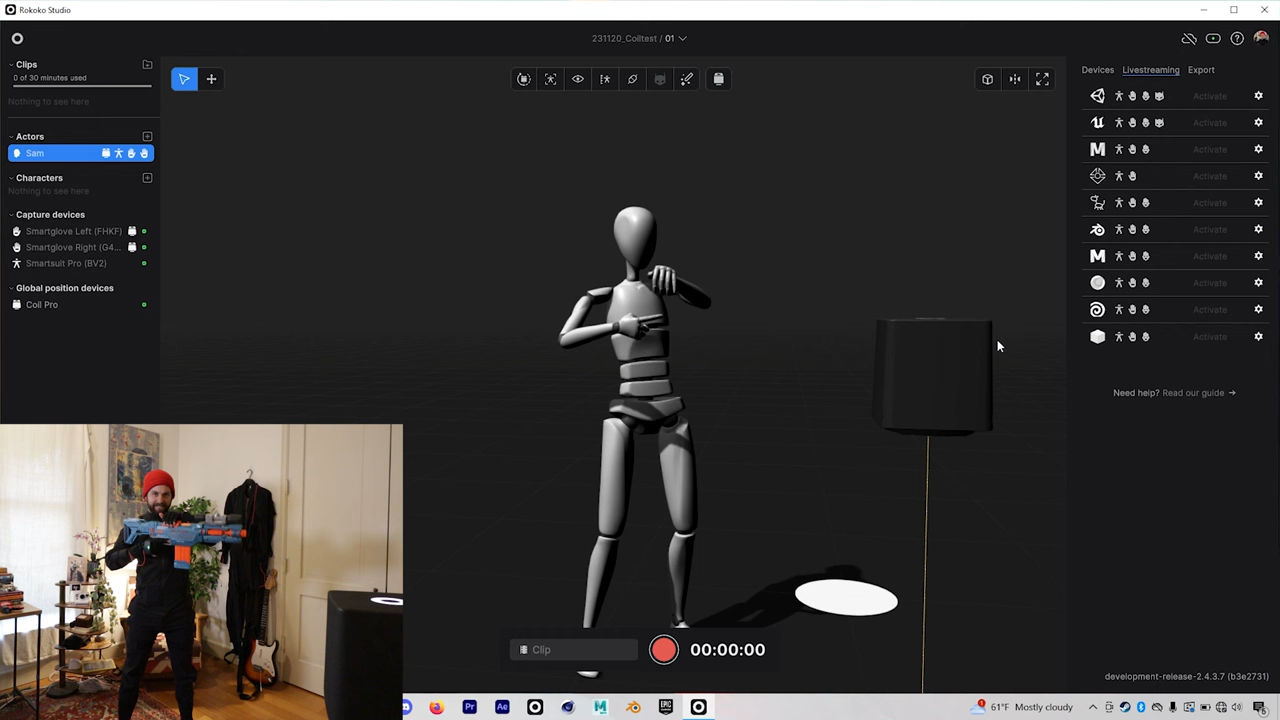 Rokoko Studio
231120_Coiltest / 01
Clips
0 of 30 minutes used
Nothing to see here
Actors
Sam
Characters
Nothing to see here
Capture devices
Smartglove Left (FHKF)
Smartglove Right (G4...
Smartsuit Pro (BV2)
Global position devices
Coil Pro
Devices Livestreaming Export
Activate
Activate
Activate
Activate
Activate
Activate
Activate
Activate
Activate
Activate
Need help? Read our guide →
Clip
00:00:00
development-release-2.4.3.7 (b3e2731)
Pr
Ae
M
EPIC
61°F Mostly cloudy